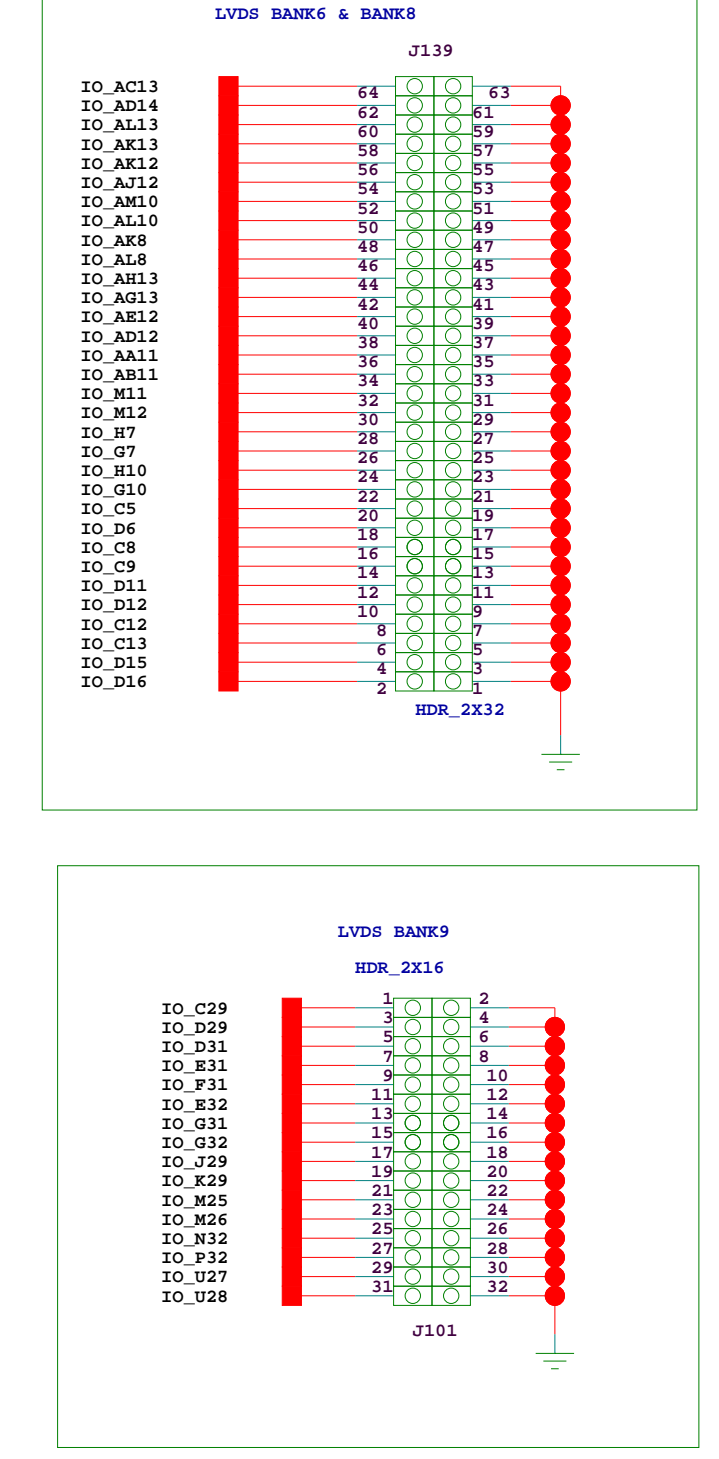 LVDS BANK6 & BANK8
J139
IO_AC13 64 63
IO_AD14 62 61
IO_AL13 60 59
IO_AK13 58 57
IO_AK12 56 55
IO_AJ12 54 53
IO_AM10 52 51
IO_AL10 50 49
IO_AK8 48 47
IO_AL8 46 45
IO_AH13 44 43
IO_AG13 42 41
IO_AE12 40 39
IO_AD12 38 37
IO_AA11 36 35
IO_AB11 34 33
IO_M11 32 31
IO_M12 30 29
IO_H7 28 27
IO_G7 26 25
IO_H10 24 23
IO_G10 22 21
IO_C5 20 19
IO_D6 18 17
IO_C8 16 15
IO_C9 14 13
IO_D11 12 11
IO_D12 10 9
IO_C12 8 7
IO_C13 6 5
IO_D15 4 3
IO_D16 2 1
HDR_2X32
LVDS BANK9
HDR_2X16
IO_C29 1 2
IO_D29 3 4
IO_D31 5 6
IO_E31 7 8
IO_F31 9 10
IO_E32 11 12
IO_G31 13 14
IO_G32 15 16
IO_J29 17 18
IO_K29 19 20
IO_M25 21 22
IO_M26 23 24
IO_N32 25 26
IO_P32 27 28
IO_U27 29 30
IO_U28 31 32
J101